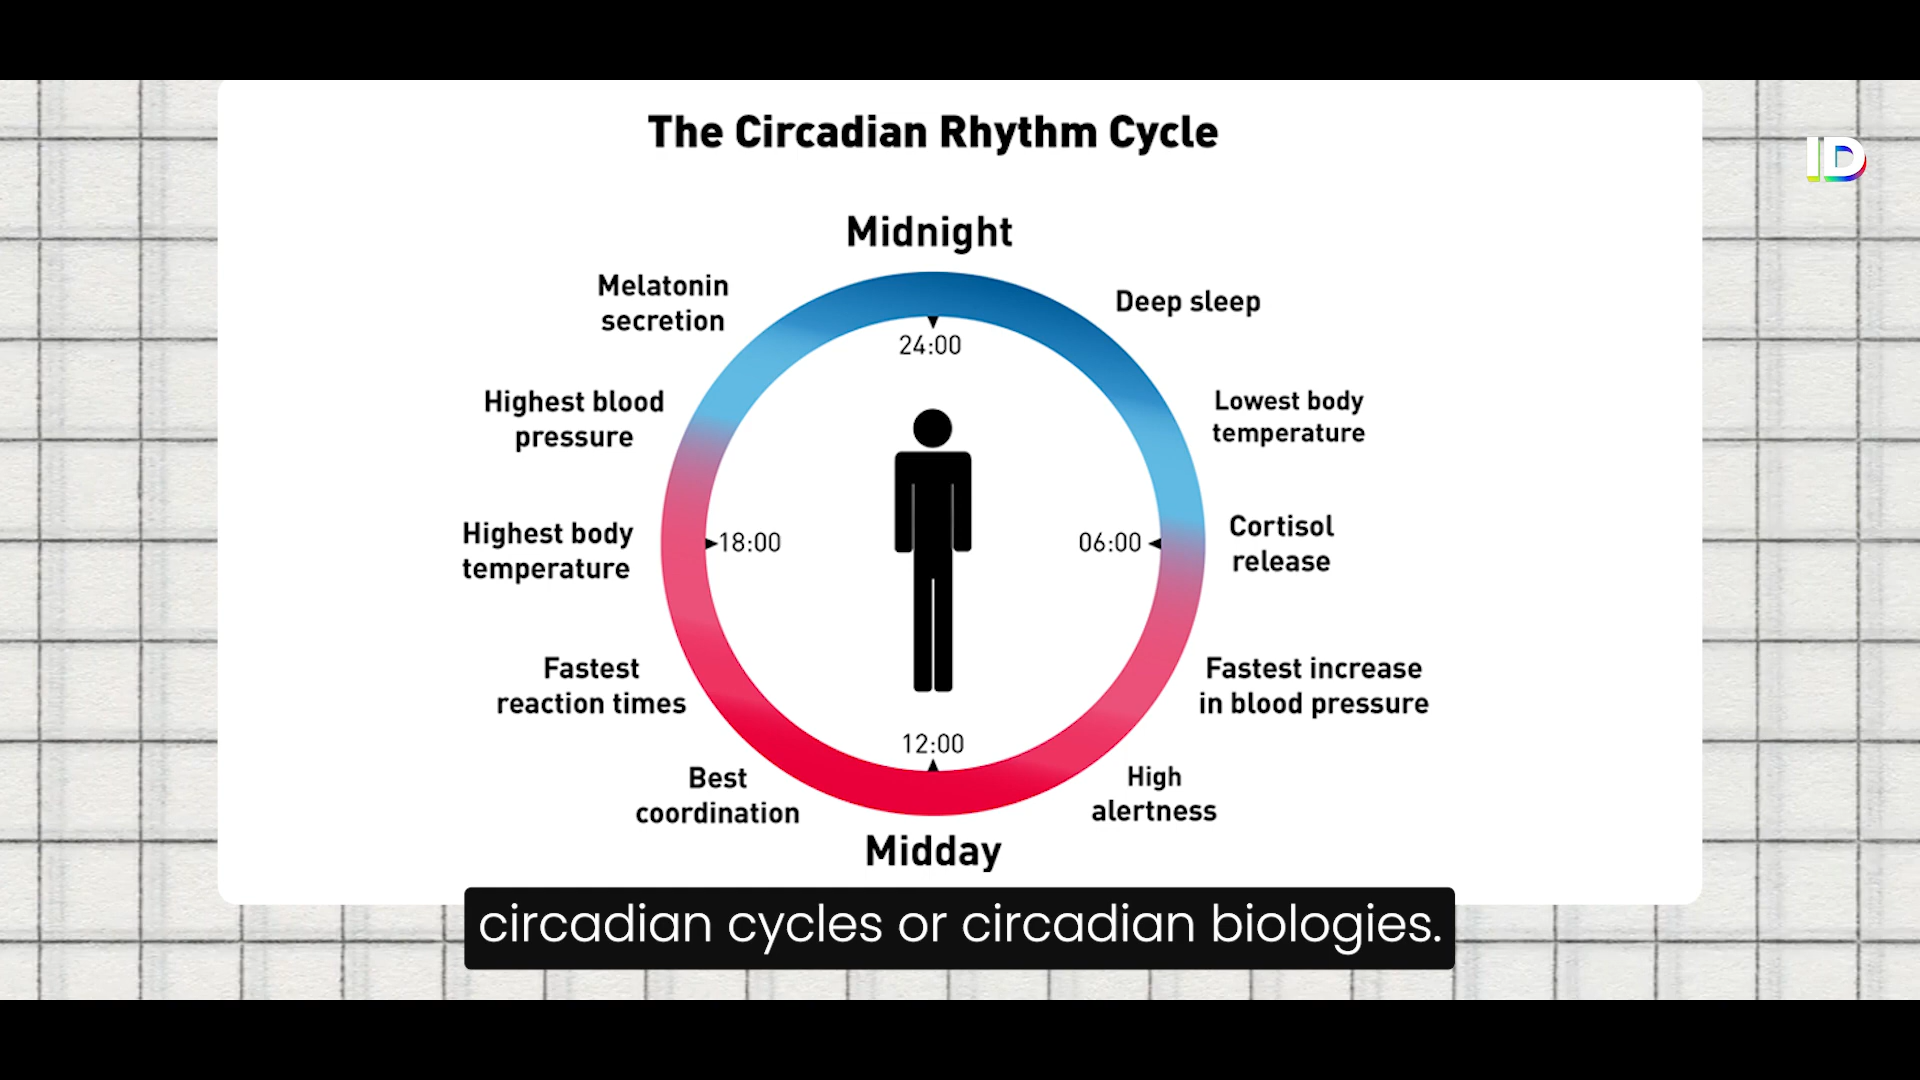 The Circadian Rhythm Cycle
ID
Midnight
Melatonin
secretion
Deep sleep
24:00
Highest blood
pressure
Lowest body
temperature
Highest body
temperature
18:00
06:00
Cortisol
release
Fastest
reaction times
Fastest increase
in blood pressure
12:00
Best
coordination
High
alertness
Midday
circadian cycles or circadian biologies.